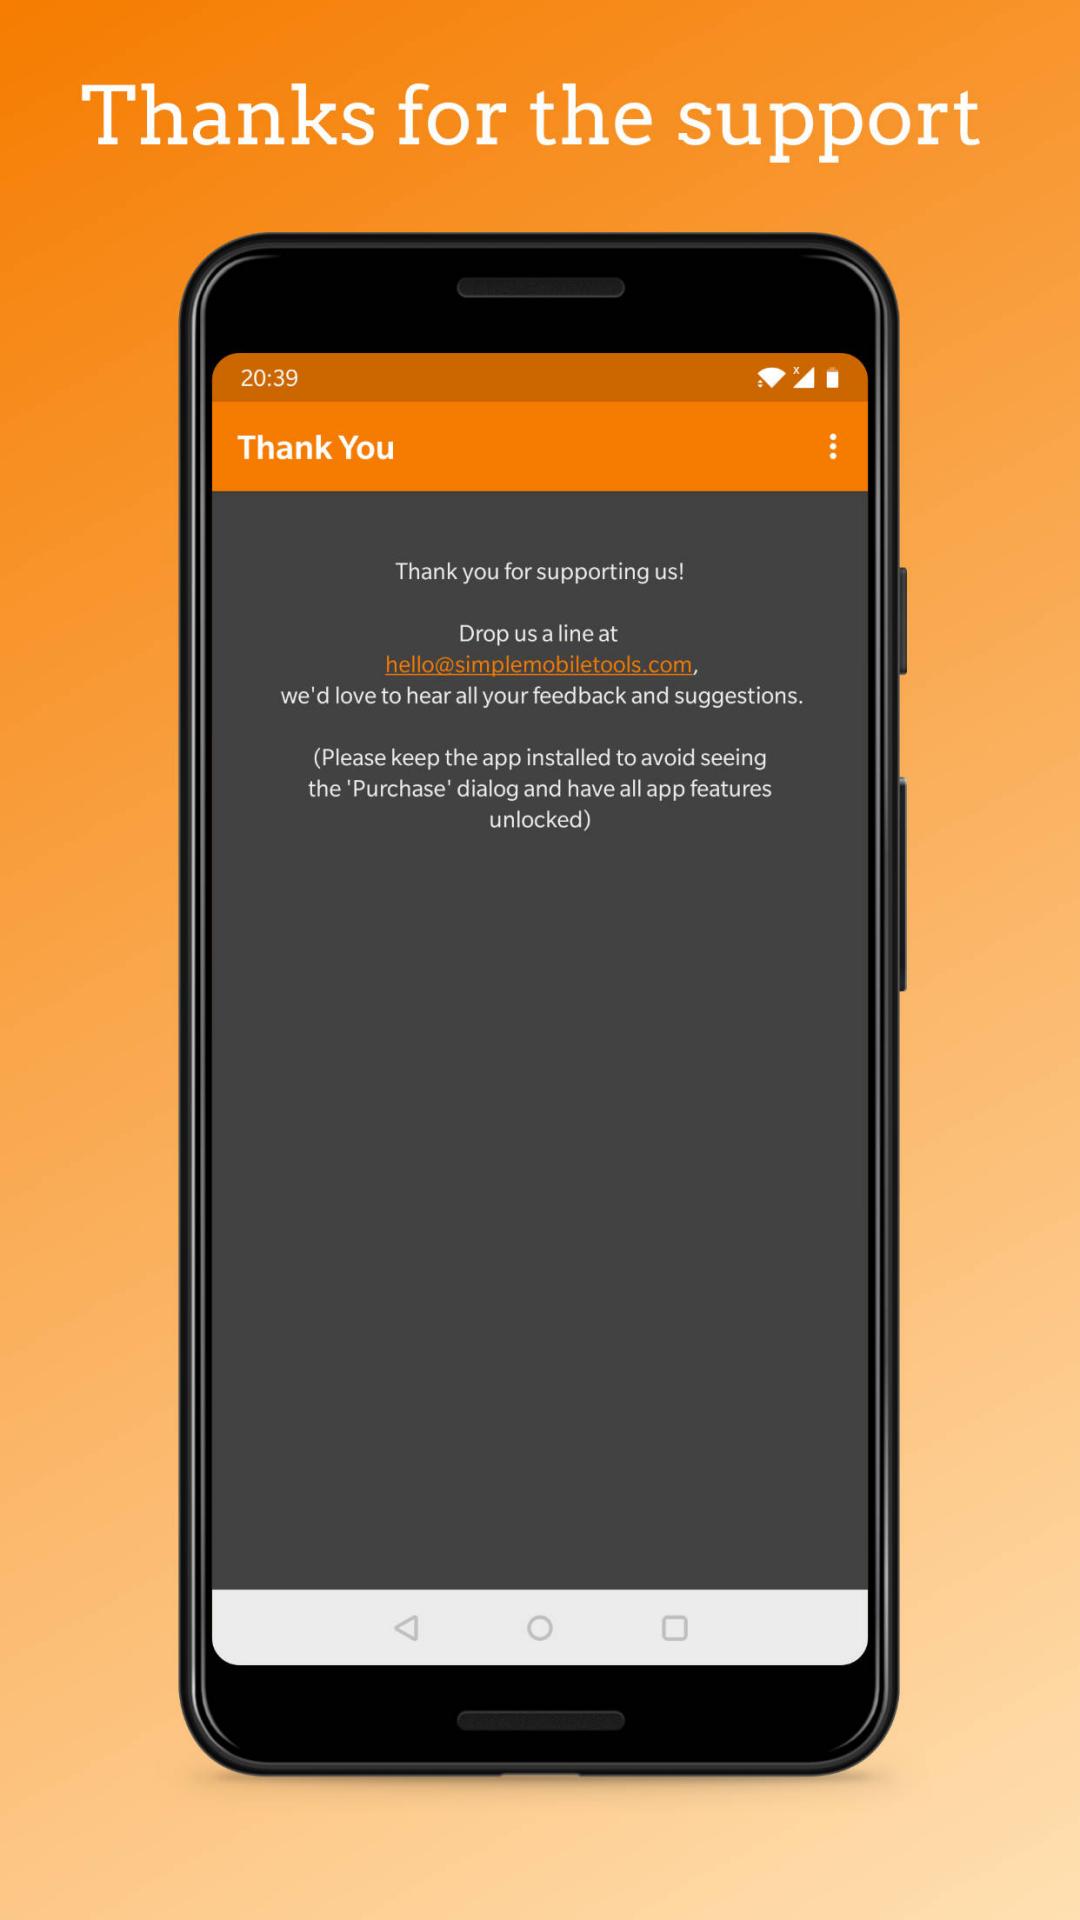 Thanks for the support
20:39
Thank You
Thank you for supporting us!
Drop us a line at
hello@simplemobiletools.com,
we'd love to hear all your feedback and suggestions.
(Please keep the app installed to avoid seeing
the 'Purchase' dialog and have all app features
unlocked)